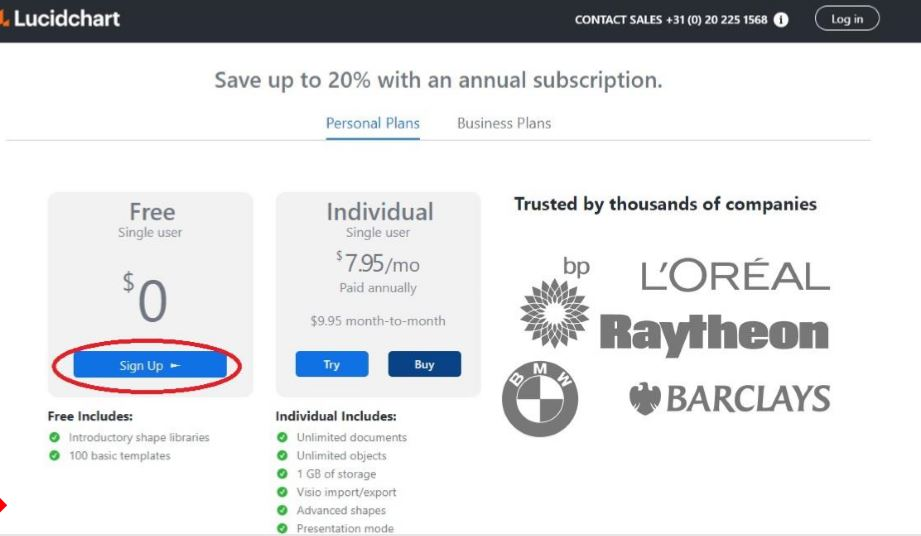 Lucidchart
CONTACT SALES +31 (0) 20 225 1568 i
Log in
Save up to 20% with an annual subscription.
Personal Plans
Business Plans
Free
Single user
$0
Sign Up
Free Includes:
Introductory shape libraries
100 basic templates
Individual
Single user
$7.95/mo
Paid annually
$9.95 month-to-month
Try
Buy
Individual Includes:
Unlimited documents
Unlimited objects
1 GB of storage
Visio import/export
Advanced shapes
Presentation mode
Trusted by thousands of companies
bp
L'ORÉAL
Raytheon
BMW
BARCLAYS